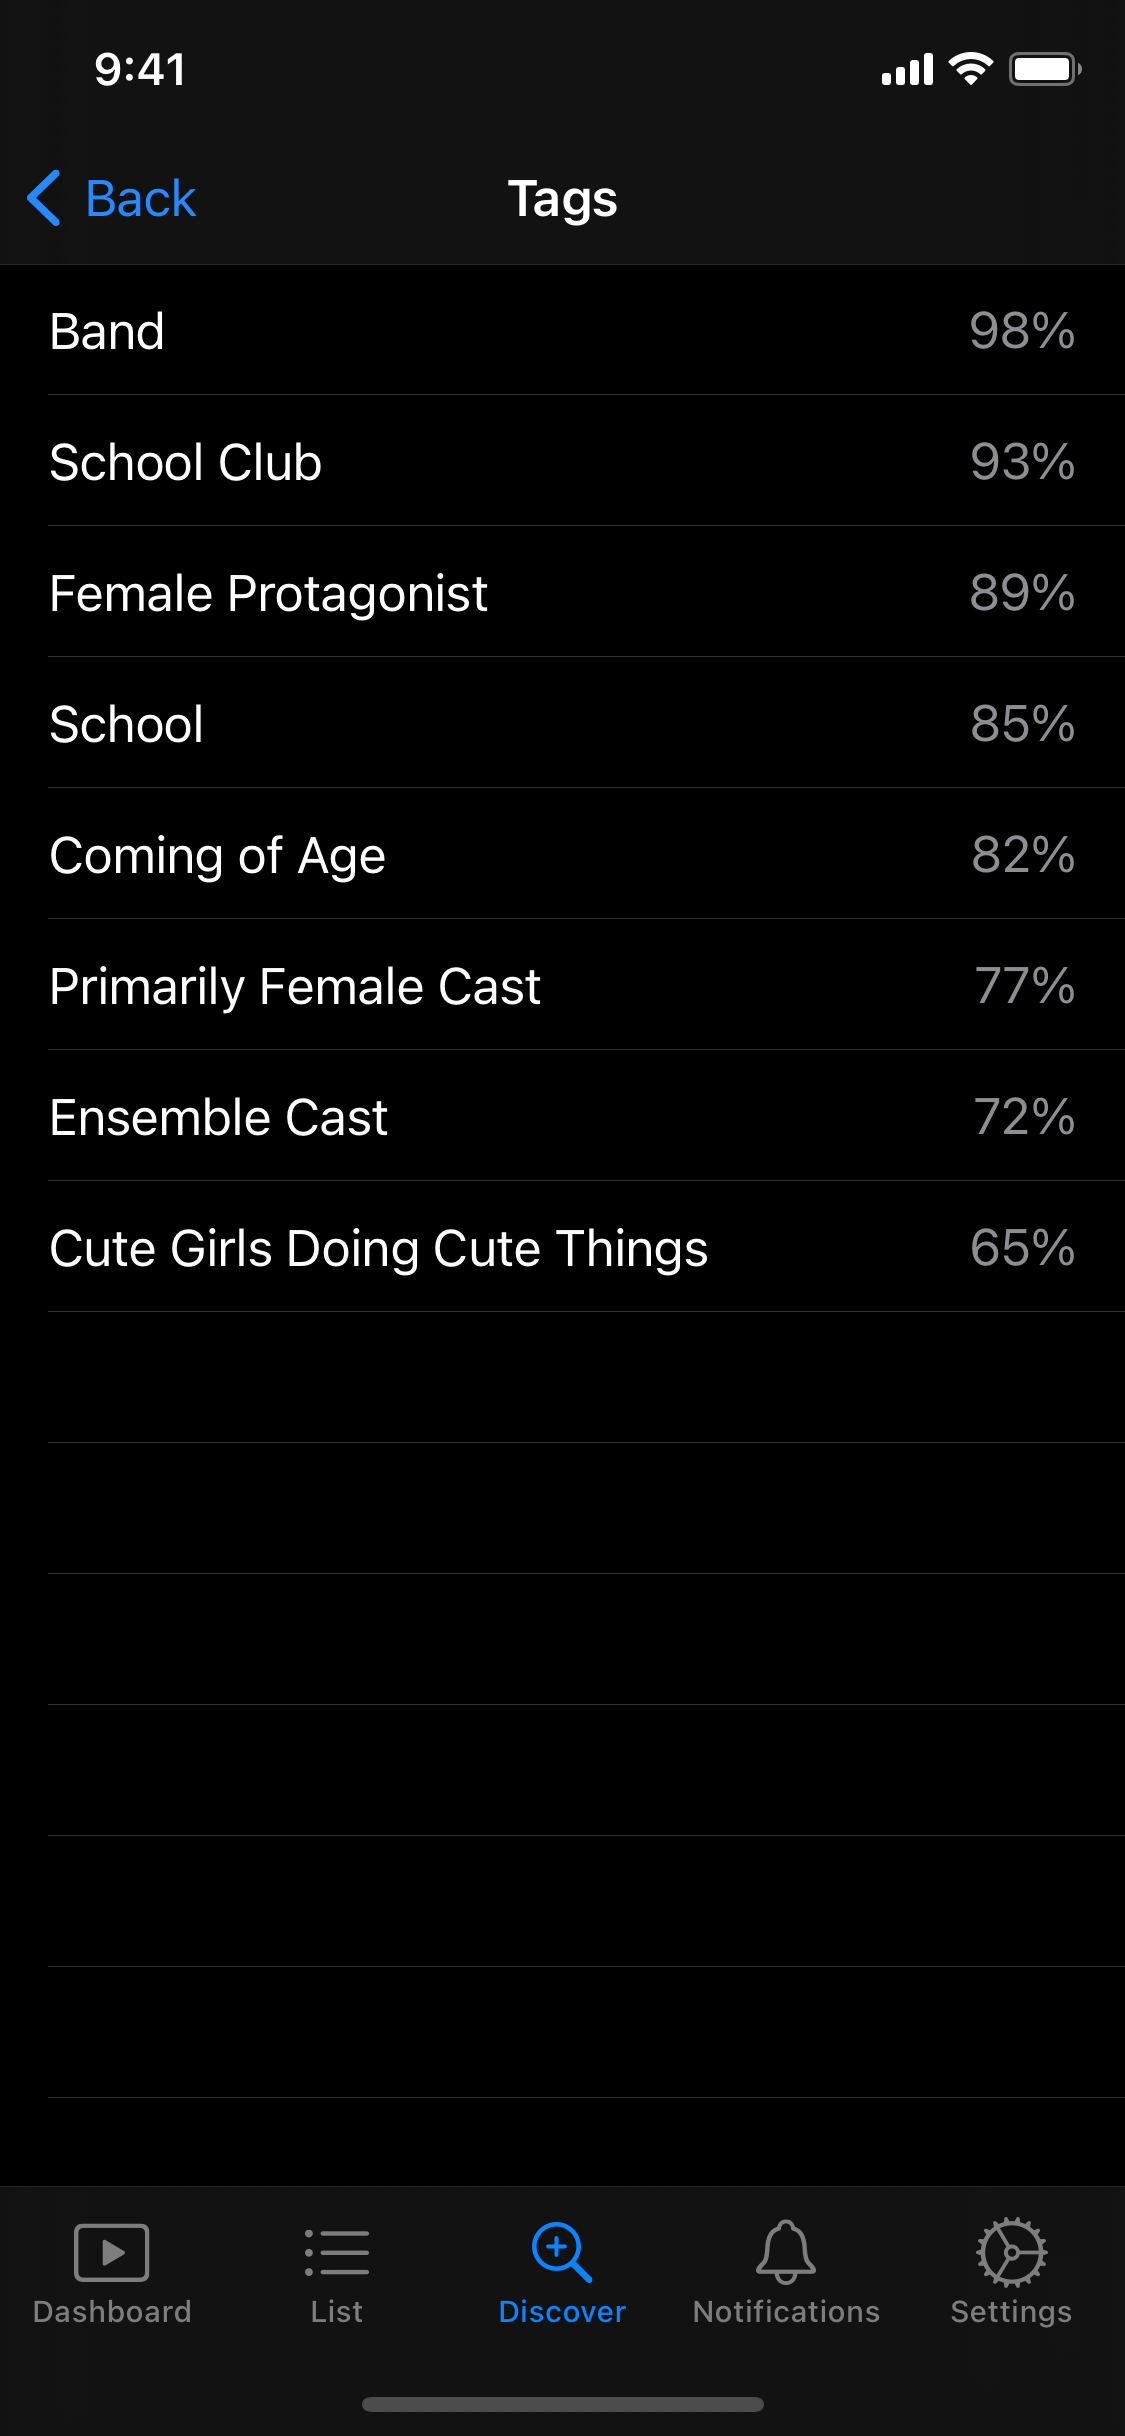 9:41
Back
Tags
Band 98%
School Club 93%
Female Protagonist 89%
School 85%
Coming of Age 82%
Primarily Female Cast 77%
Ensemble Cast 72%
Cute Girls Doing Cute Things 65%
Dashboard List Discover Notifications Settings